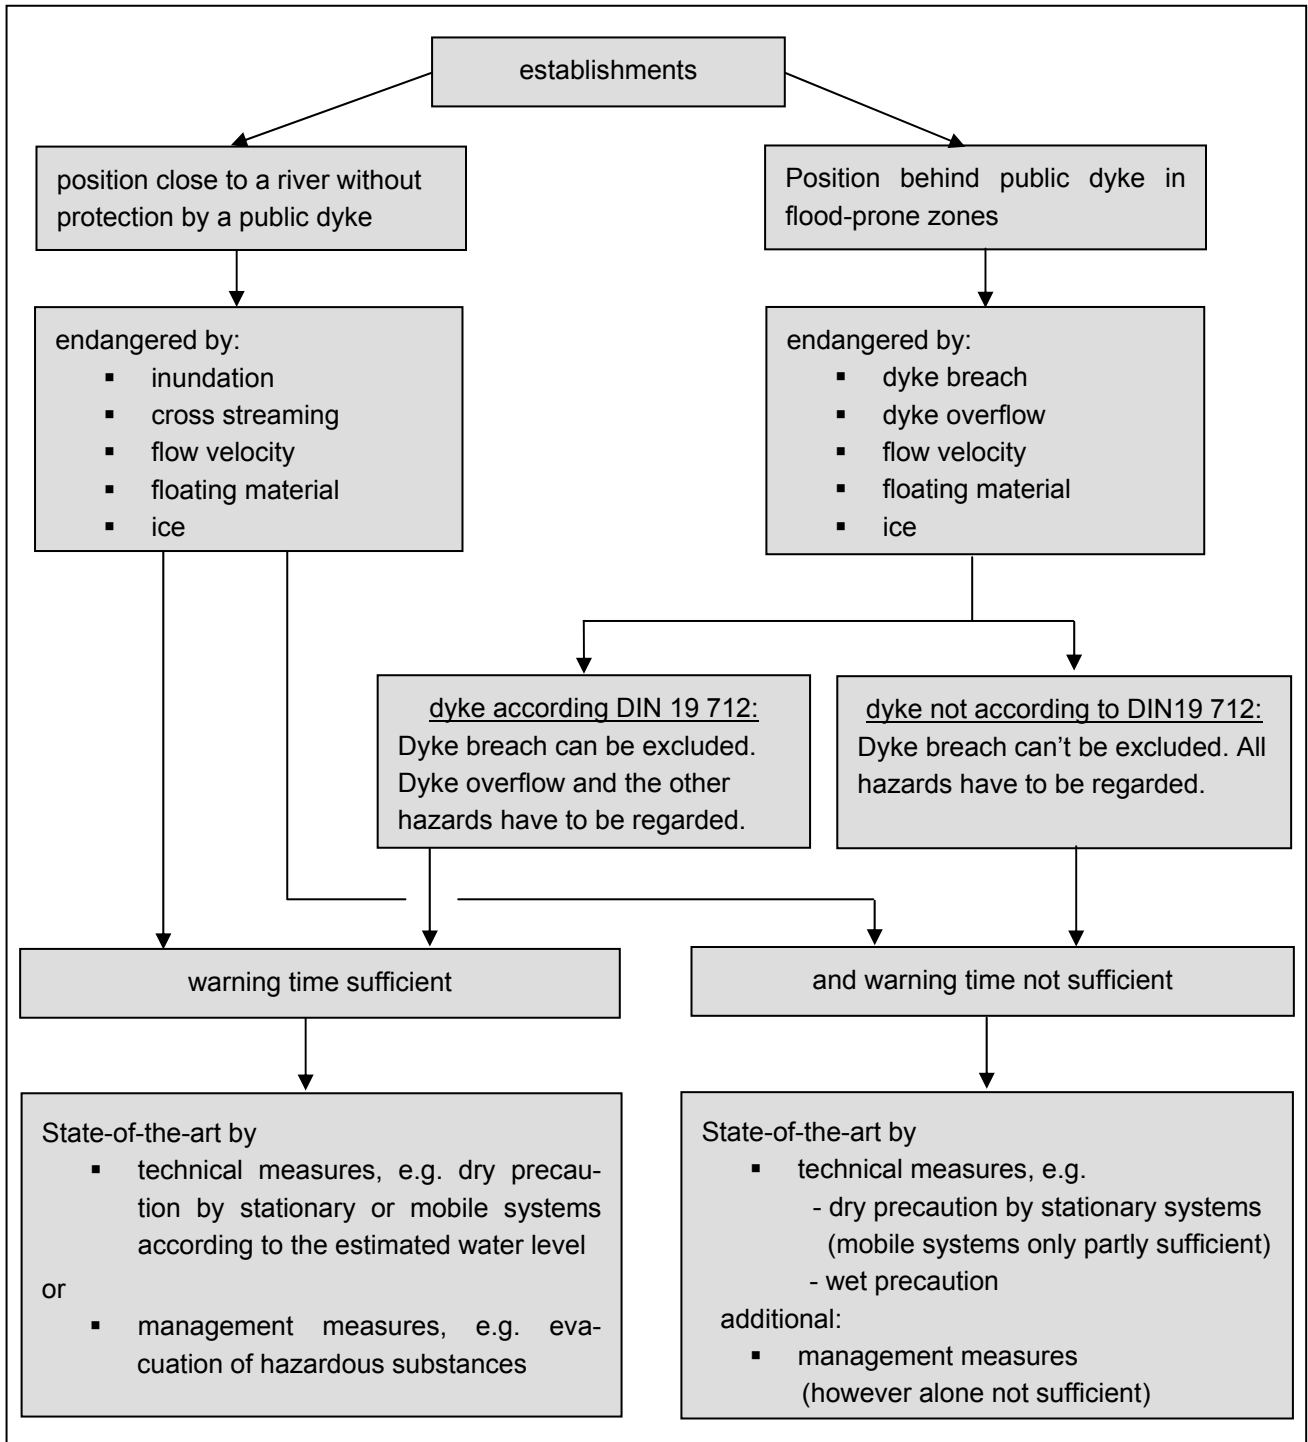 establishments
position close to a river without
protection by a public dyke
Position behind public dyke in
flood-prone zones
endangered by:
▪ inundation
▪ cross streaming
▪ flow velocity
▪ floating material
▪ ice
endangered by:
▪ dyke breach
▪ dyke overflow
▪ flow velocity
▪ floating material
▪ ice
dyke according DIN 19 712:
Dyke breach can be excluded.
Dyke overflow and the other
hazards have to be regarded.
dyke not according to DIN19 712:
Dyke breach can’t be excluded. All
hazards have to be regarded.
warning time sufficient
and warning time not sufficient
State-of-the-art by
▪ technical measures, e.g. dry precau-
tion by stationary or mobile systems
according to the estimated water level
or
▪ management measures, e.g. eva-
cuation of hazardous substances
State-of-the-art by
▪ technical measures, e.g.
- dry precaution by stationary systems
(mobile systems only partly sufficient)
- wet precaution
additional:
▪ management measures
(however alone not sufficient)